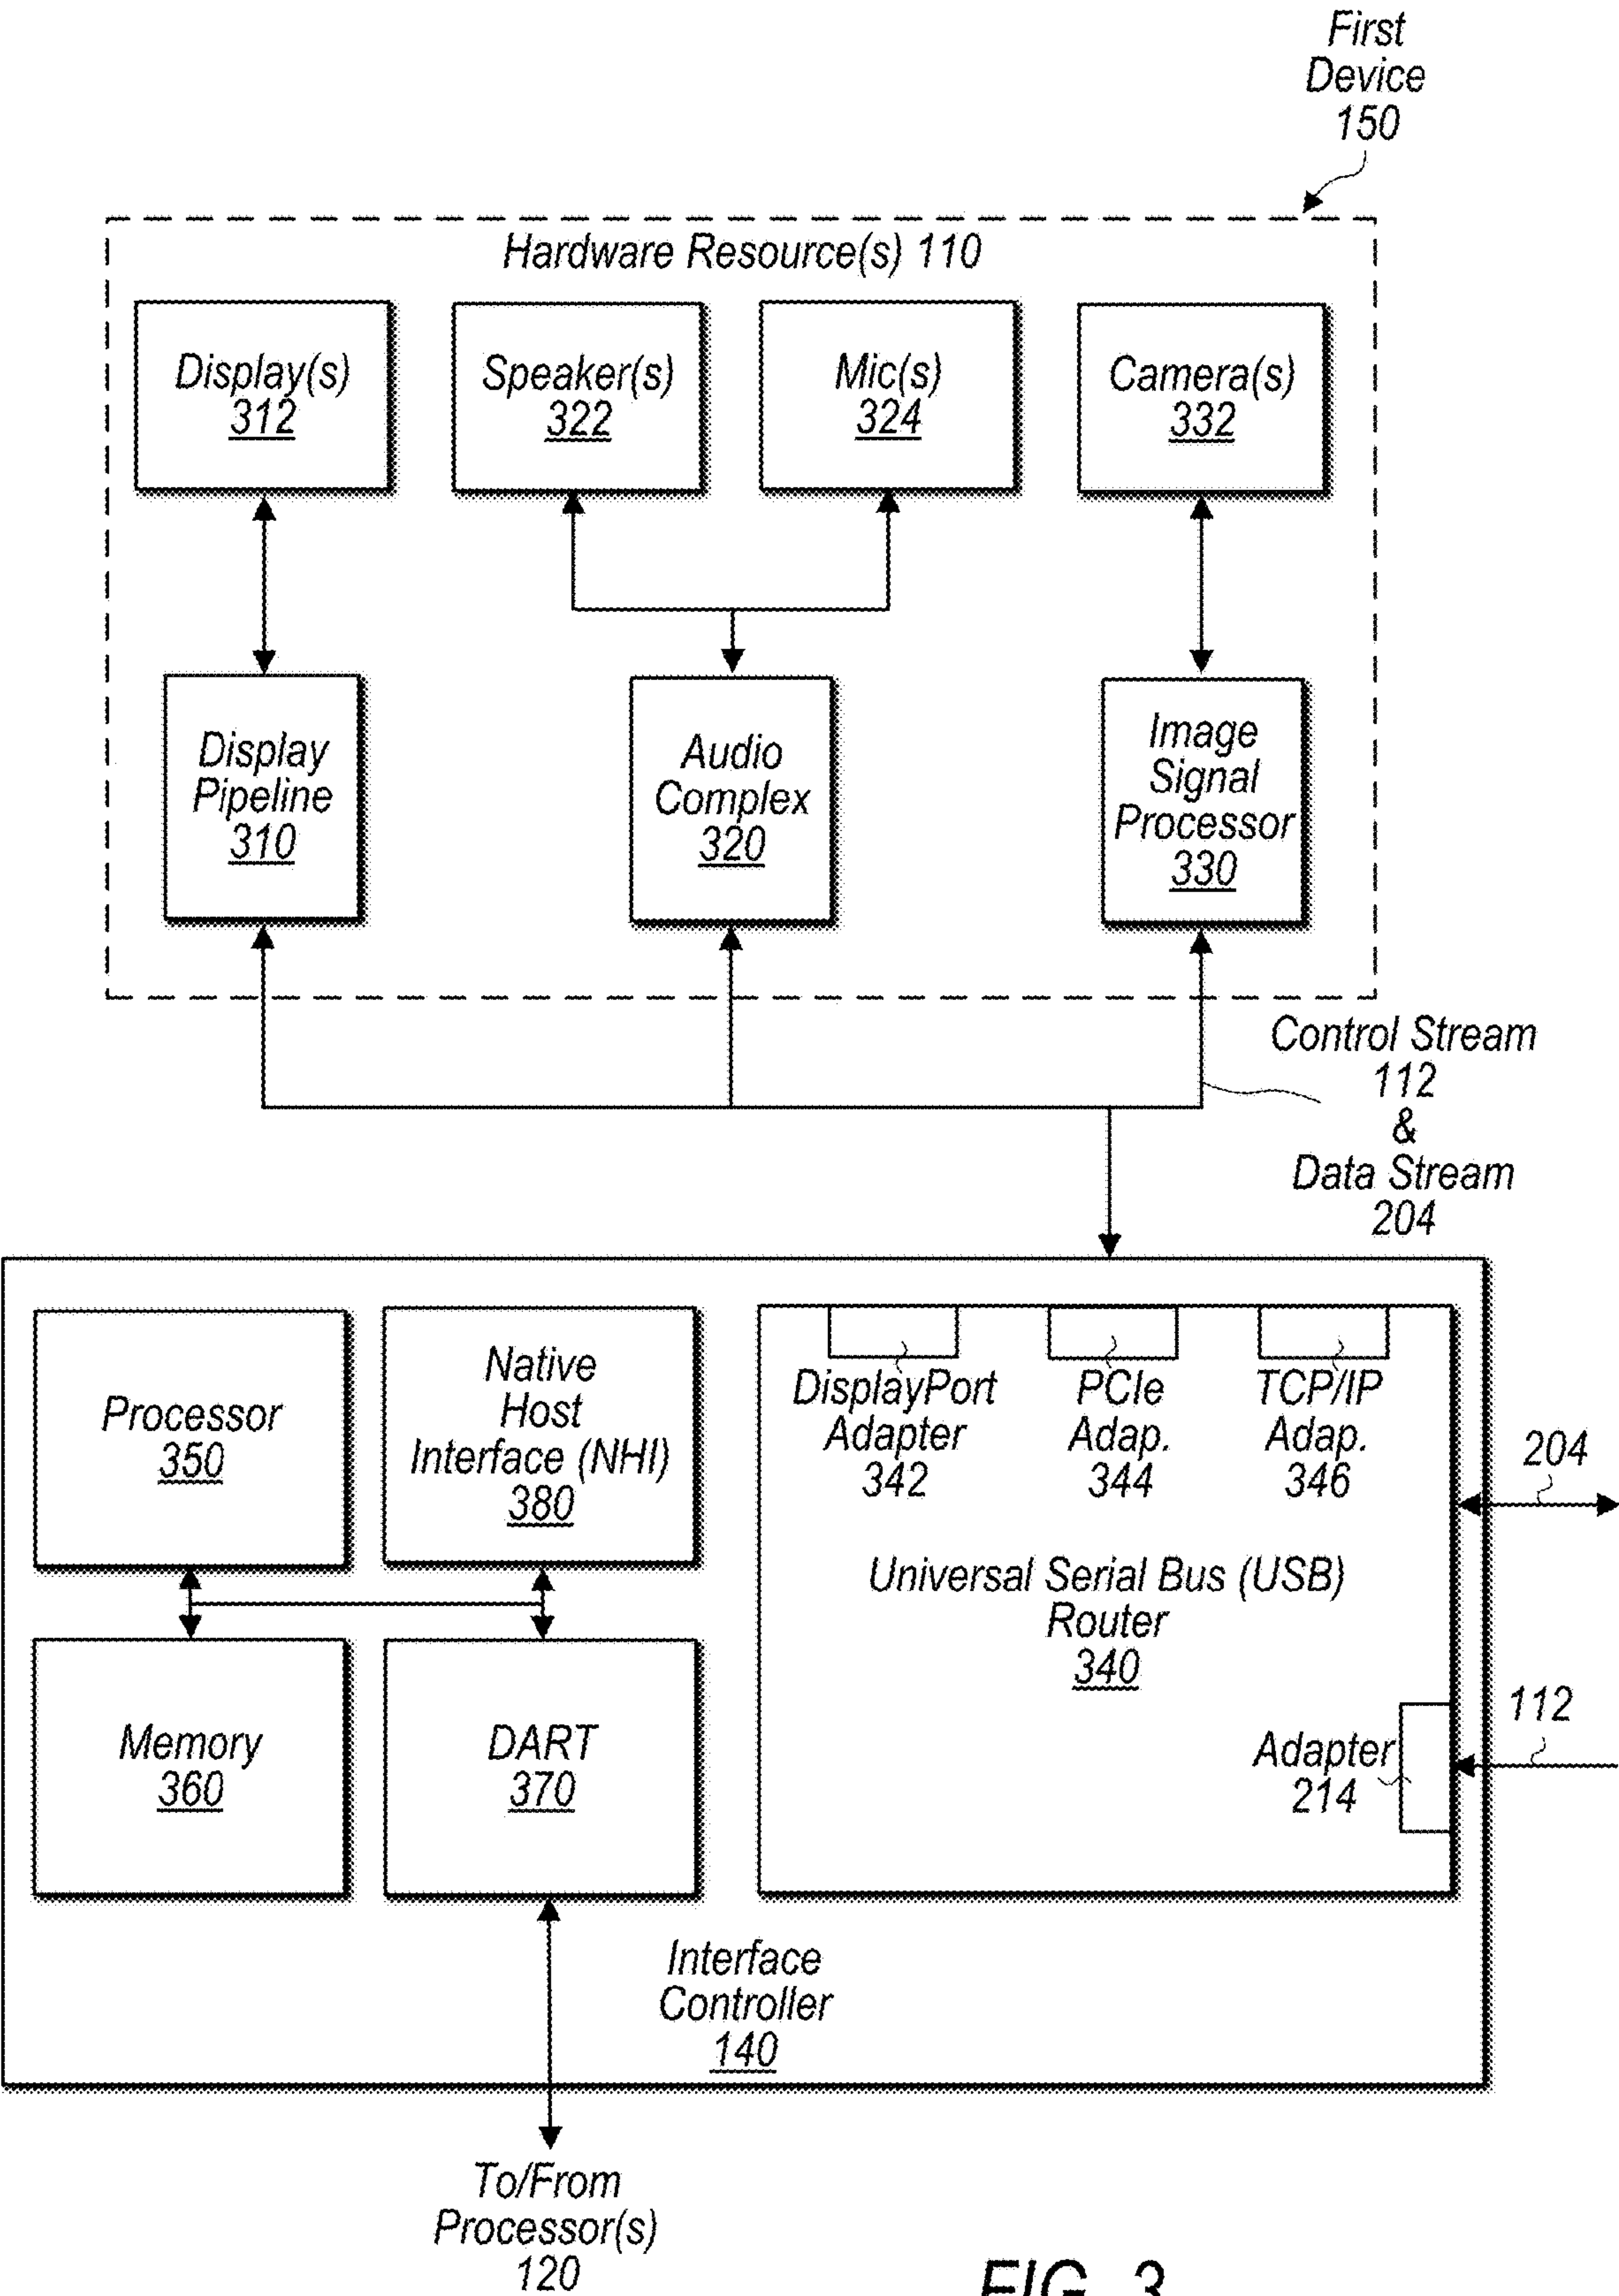 First
Device
150
Hardware Resource(s) 110
Display(s)
312
Speaker(s)
322
Mic(s)
324
Camera(s)
332
Display
Pipeline
310
Audio
Complex
320
Image
Signal
Processor
330
Control Stream
112
&
Data Stream
204
Processor
350
Native
Host
Interface (NHI)
380
DisplayPort
Adapter
342
PCIe
Adap.
344
TCP/IP
Adap.
346
204
Universal Serial Bus (USB)
Router
340
112
Memory
360
DART
370
Adapter
214
Interface
Controller
140
To/From
Processor(s)
120
FIG. 3